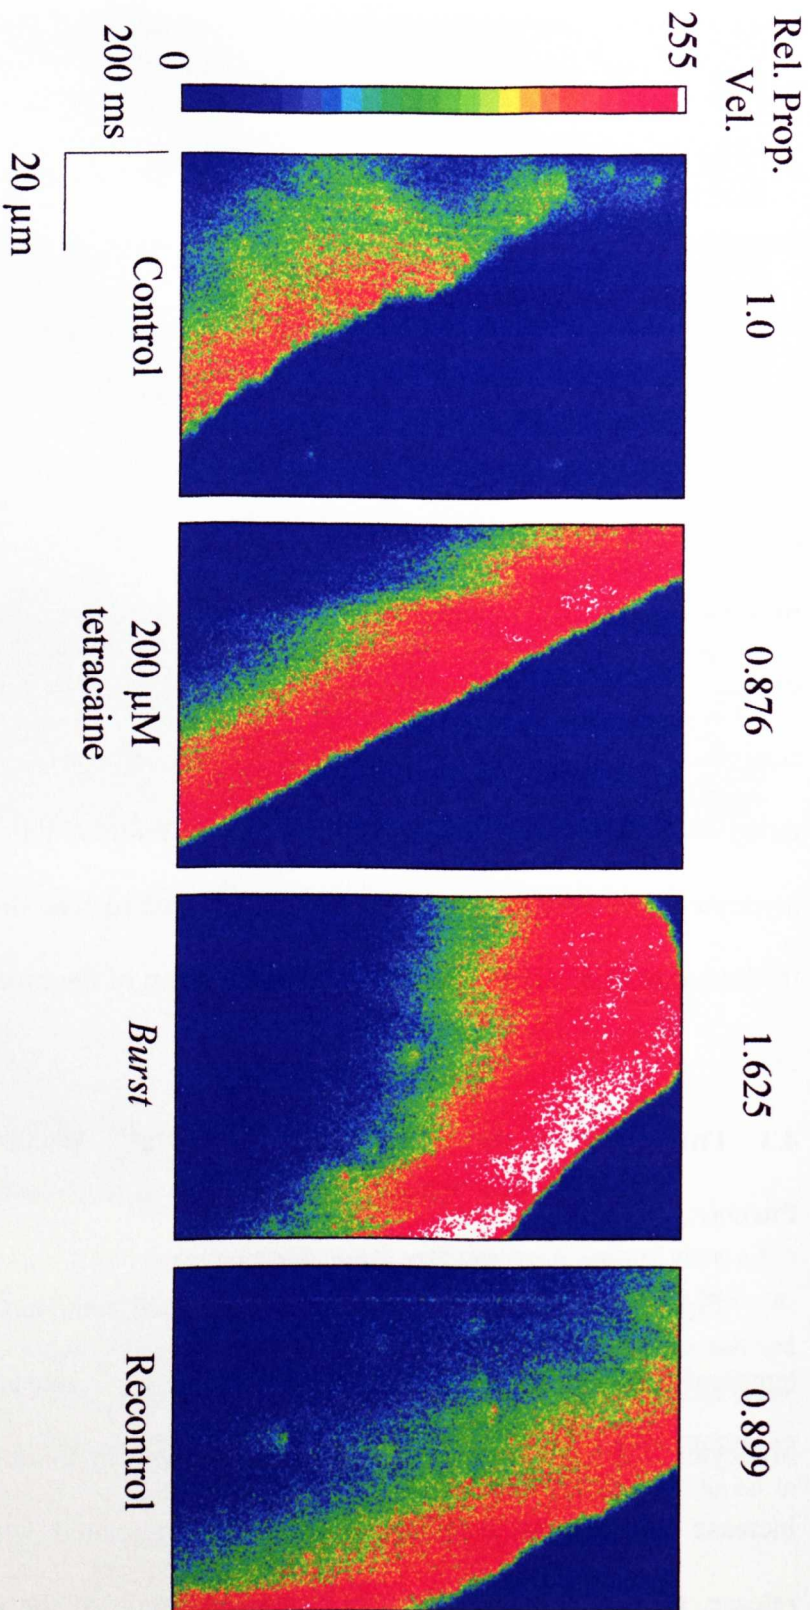 Rel. Prop.
Vel.
1.0
0.876
1.625
0.899
255
0
Control
200 µM
tetracaine
Burst
Recontrol
200 ms
20 µm